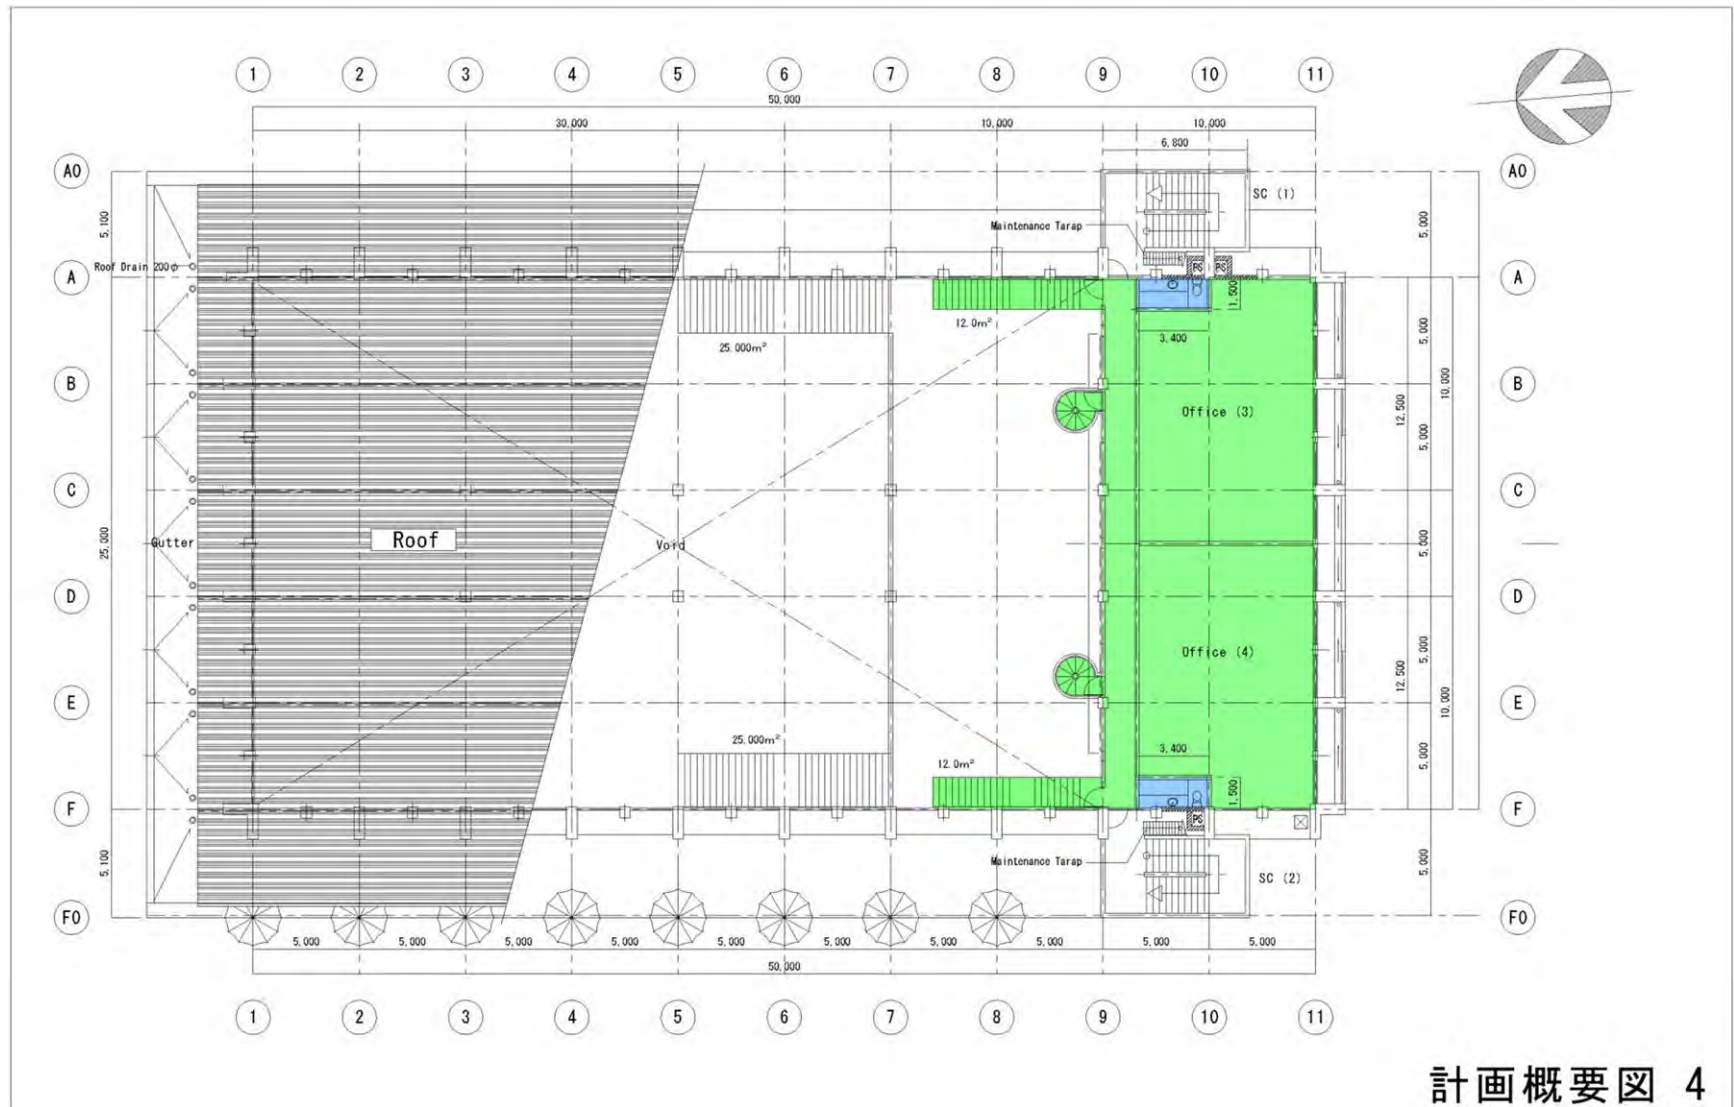 1 2 3 4 5 6 7 8 9 10 11
50,000
30,000 10,000 10,000
6,800
A0 A0
SC (1)
5,100 5,000
Maintenance Tarap
Roof Drain 200φ PS PS
A A
1,500
12.0m²
5,000
3,400
25.000m²
B 10,000 B
12,500
Office (3)
5,000
C C
25,000 Gutter Roof Void 5,000
D D
Office (4) 5,000
12,500
E 10,000 E
25.000m² 3,400
12.0m² 5,000
1,500
F F
PS
5,100 Maintenance Tarap 5,000
SC (2)
F0 F0
5,000 5,000 5,000 5,000 5,000 5,000 5,000 5,000 5,000 5,000
50,000
1 2 3 4 5 6 7 8 9 10 11
計画概要図 4